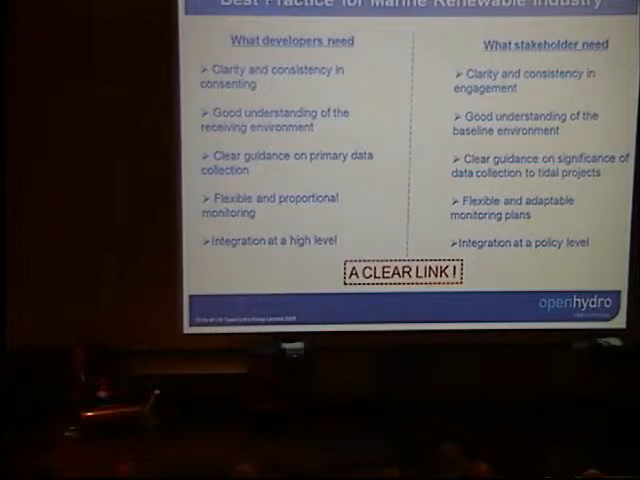 Best Practice for Marine Renewable Industry
What developers need
➢ Clarity and consistency in
consenting
➢ Good understanding of the
receiving environment
➢ Clear guidance on primary data
collection
➢ Flexible and proportional
monitoring
➢ Integration at a high level
What stakeholder need
➢ Clarity and consistency in
engagement
➢ Good understanding of the
baseline environment
➢ Clear guidance on significance of
data collection to tidal projects
➢ Flexible and adaptable
monitoring plans
➢ Integration at a policy level
A CLEAR LINK !
openhydro